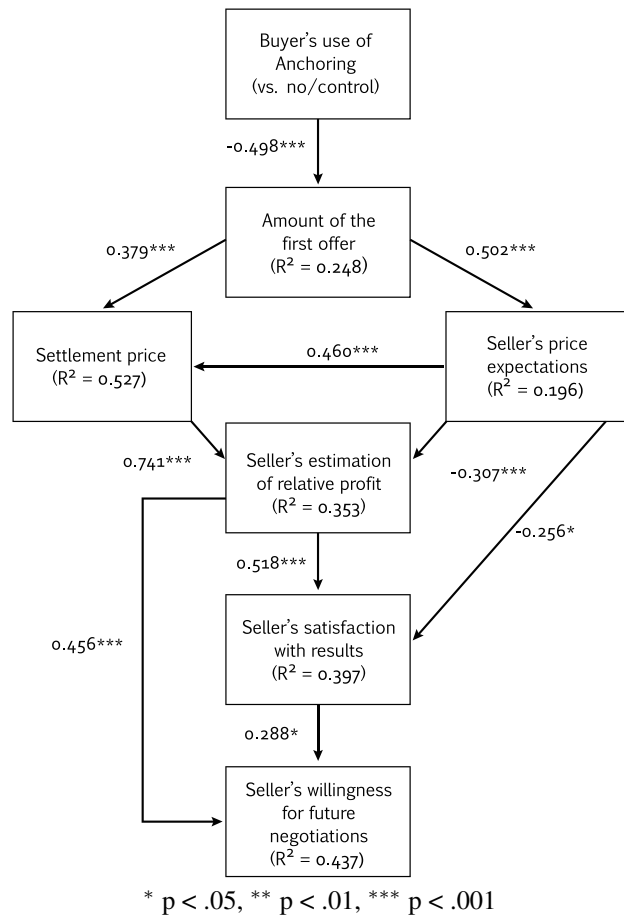 Buyer's use of
Anchoring
(vs. no/control)
-0.498***
Amount of the
first offer
(R² = 0.248)
0.379***
0.502***
Settlement price
(R² = 0.527)
0.460***
Seller's price
expectations
(R² = 0.196)
0.741***
Seller's estimation
of relative profit
(R² = 0.353)
-0.307***
-0.256*
0.518***
0.456***
Seller's satisfaction
with results
(R² = 0.397)
0.288*
Seller's willingness
for future
negotiations
(R² = 0.437)
* p < .05, ** p < .01, *** p < .001